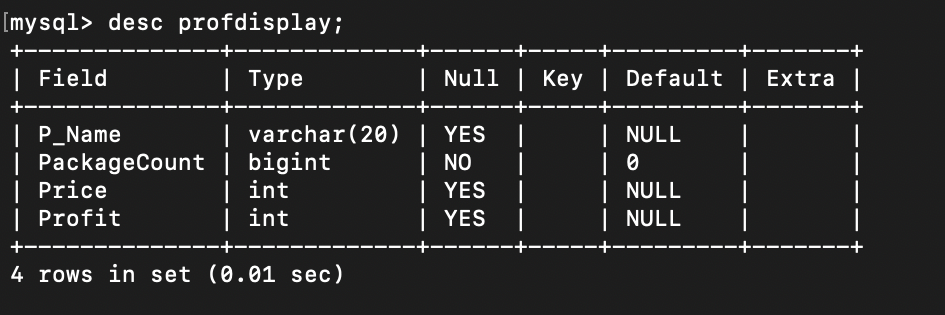 [mysql> desc profdisplay;
+--------------+-------------+------+-----+---------+-------+
| Field        | Type        | Null | Key | Default | Extra |
+--------------+-------------+------+-----+---------+-------+
| P_Name       | varchar(20) | YES  |     | NULL    |       |
| PackageCount | bigint      | NO   |     | 0       |       |
| Price        | int         | YES  |     | NULL    |       |
| Profit       | int         | YES  |     | NULL    |       |
+--------------+-------------+------+-----+---------+-------+
4 rows in set (0.01 sec)